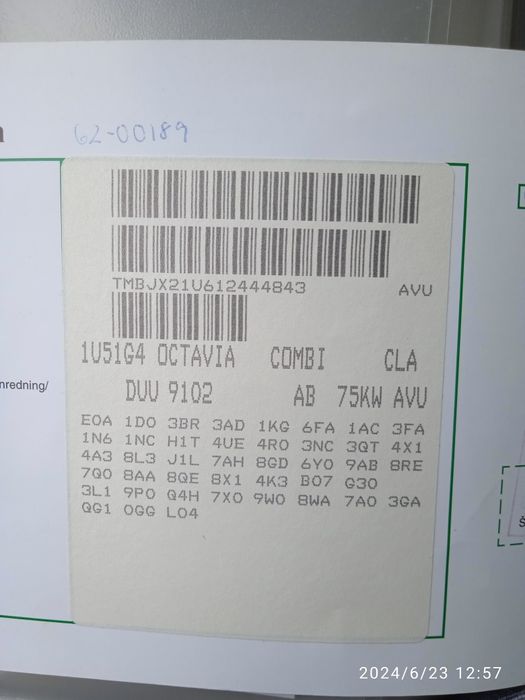 62-00189
TMBJX21U612444843 AVU
1U51G4 OCTAVIA COMBI CLA
DUU 9102 AB 75KW AVU
E0A 1D0 3BR 3AD 1KG 6FA 1AC 3FA
1N6 1NC H1T 4UE 4R0 3NC 3QT 4X1
4A3 8L3 J1L 7AH 8GD 6Y0 9AB 8RE
7Q0 8AA 8QE 8X1 4K3 B07 G30
3L1 9P0 Q4H 7X0 9W0 8WA 7A0 3GA
QG1 0GG L04
nredning/
2024/6/23 12:57